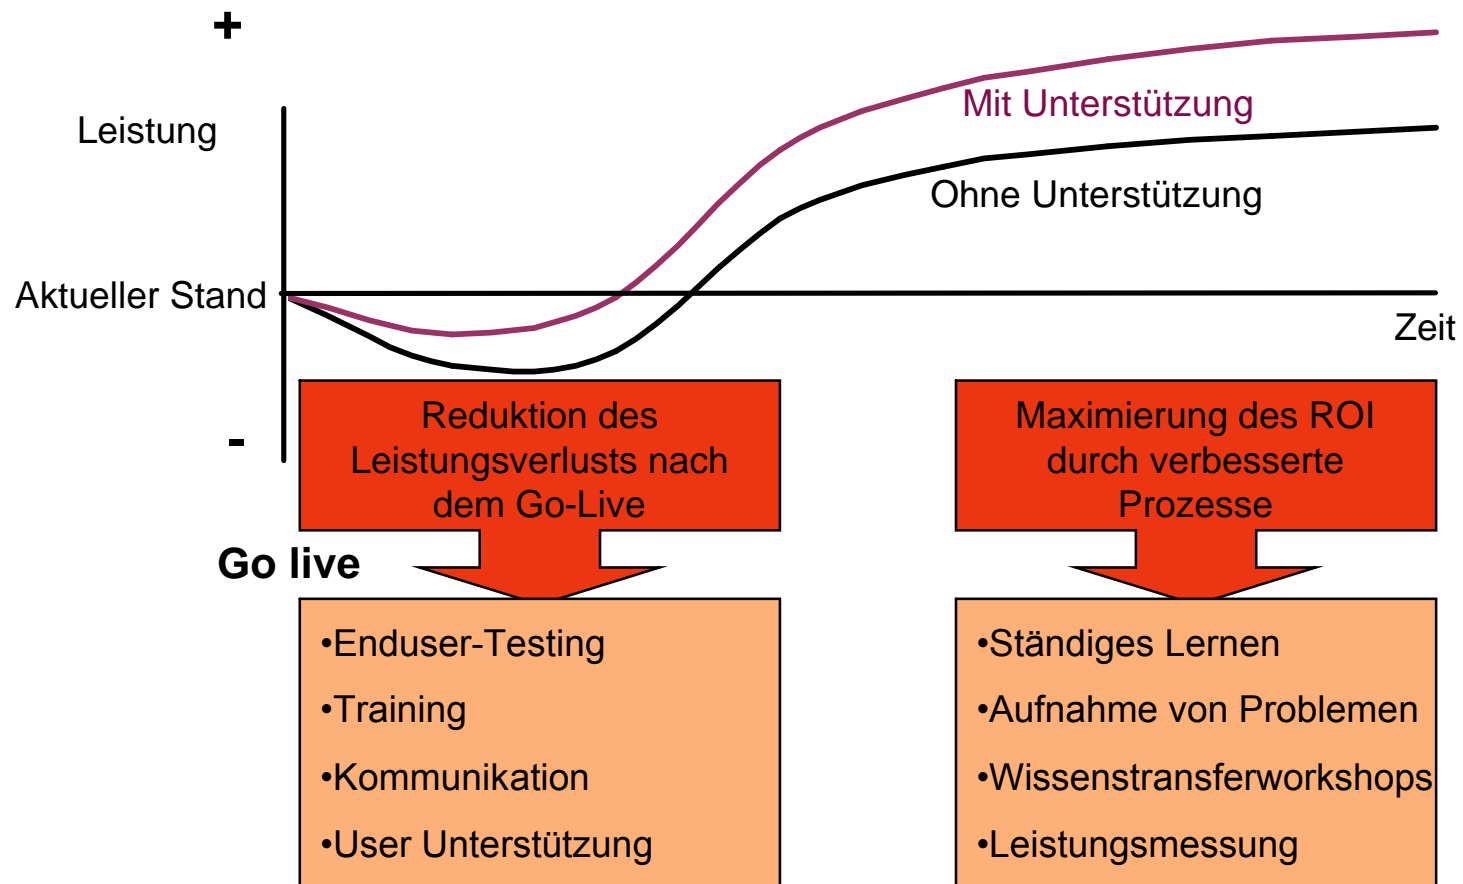 +
Leistung
Mit Unterstützung
Ohne Unterstützung
Aktueller Stand
Zeit
-
Reduktion des
Leistungsverlusts nach
dem Go-Live
Maximierung des ROI
durch verbesserte
Prozesse
Go live
•Enduser-Testing
•Training
•Kommunikation
•User Unterstützung
•Ständiges Lernen
•Aufnahme von Problemen
•Wissenstransferworkshops
•Leistungsmessung